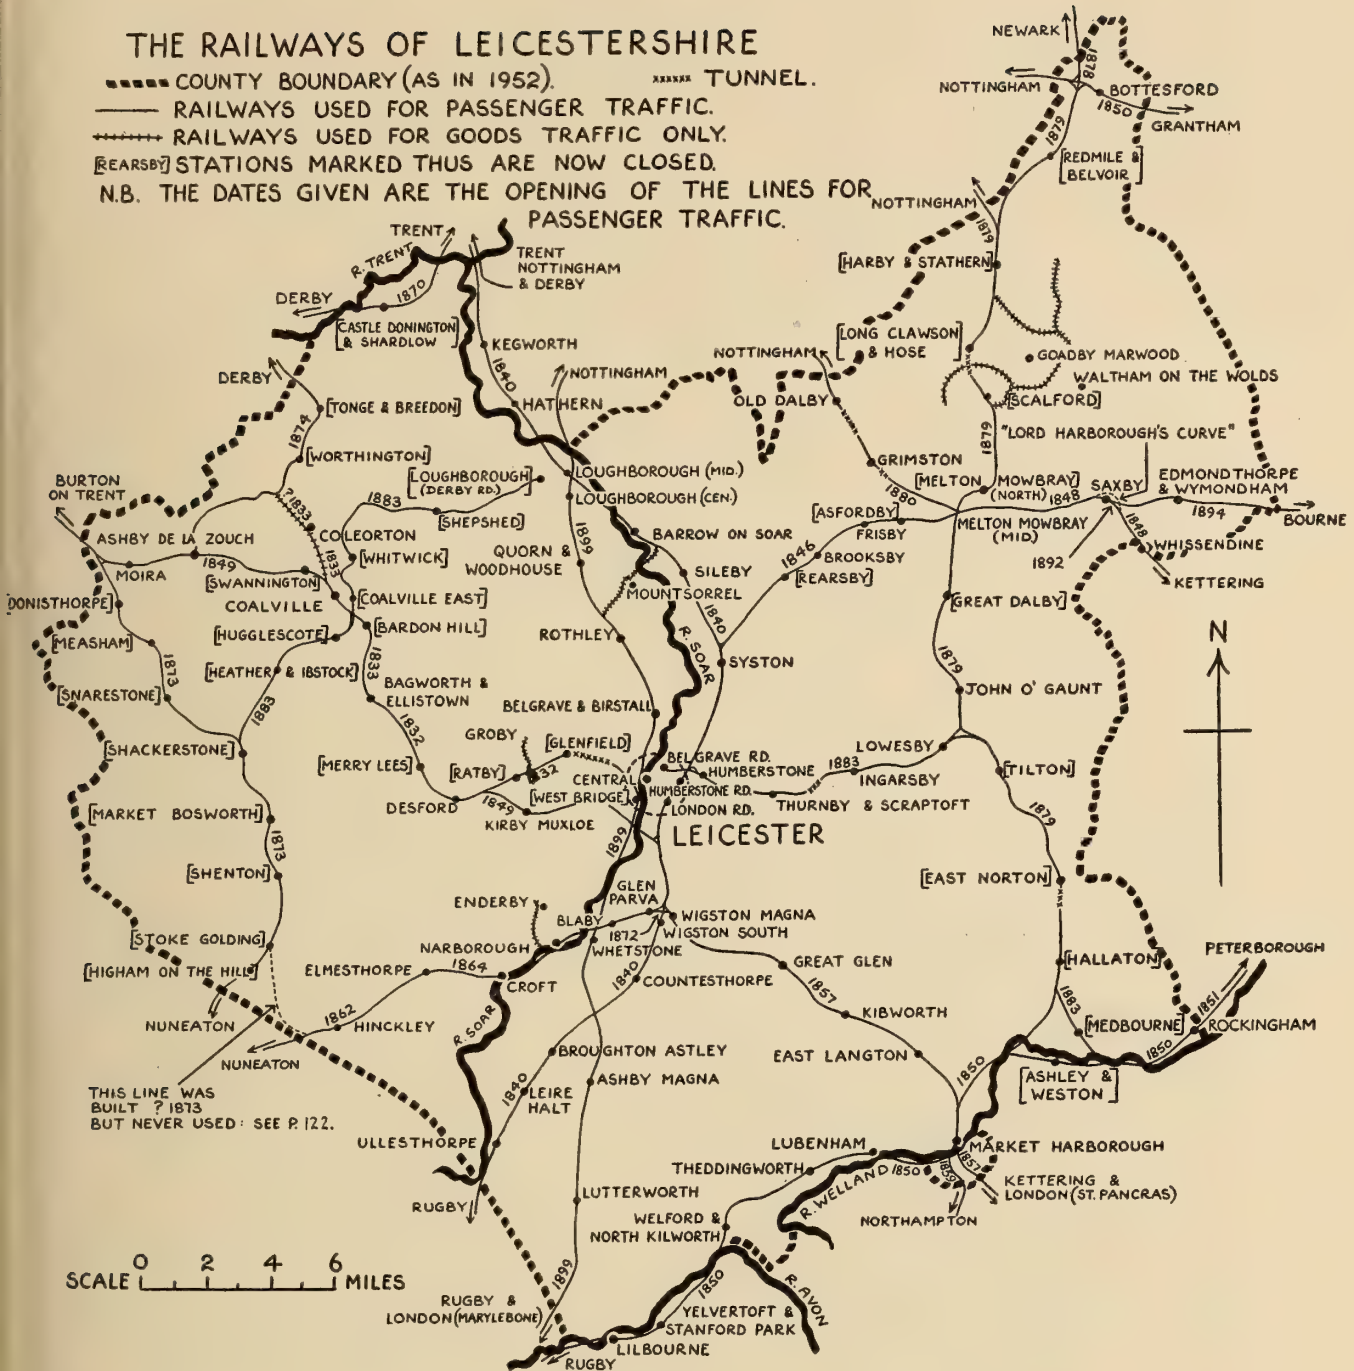 THE RAILWAYS OF LEICESTERSHIRE
COUNTY BOUNDARY (AS IN 1952).
TUNNEL.
RAILWAYS USED FOR PASSENGER TRAFFIC.
RAILWAYS USED FOR GOODS TRAFFIC ONLY.
[REARSBY] STATIONS MARKED THUS ARE NOW CLOSED.
N.B. THE DATES GIVEN ARE THE OPENING OF THE LINES FOR
PASSENGER TRAFFIC.
NEWARK
1878
NOTTINGHAM
BOTTESFORD
1850
GRANTHAM
1879
[REDMILE &
BELVOIR]
NOTTINGHAM
1879
[HARBY & STATHERN]
TRENT
R. TRENT
TRENT
NOTTINGHAM
& DERBY
DERBY
1870
[CASTLE DONINGTON
& SHARDLOW]
KEGWORTH
1840
HATHERN
NOTTINGHAM
NOTTINGHAM
[LONG CLAWSON
& HOSE]
GOADBY MARWOOD
WALTHAM ON THE WOLDS
[SCALFORD]
OLD DALBY
DERBY
[TONGE & BREEDON]
1874
[WORTHINGTON]
1879
"LORD HARBOROUGH'S CURVE"
GRIMSTON
1880
[MELTON MOWBRAY]
(NORTH)
1848
SAXBY
EDMONDTHORPE
& WYMONDHAM
1894
BOURNE
BURTON
ON TRENT
[LOUGHBOROUGH]
(DERBY RD.)
LOUGHBOROUGH (MID.)
LOUGHBOROUGH (CEN.)
1883
[SHEPSHED]
?1833
[ASFORDBY]
FRISBY
MELTON MOWBRAY
(MID)
1848
WHISSENDINE
1892
KETTERING
ASHBY DE LA ZOUCH
COLEORTON
1833
[WHITWICK]
1849
MOIRA
[SWANNINGTON]
COALVILLE
[COALVILLE EAST]
1899
QUORN &
WOODHOUSE
BARROW ON SOAR
SILEBY
MOUNTSORREL
1846
BROOKSBY
[REARSBY]
[GREAT DALBY]
DONISTHORPE]
[MEASHAM]
[HUGGLESCOTE]
[BARDON HILL]
ROTHLEY
R. SOAR
1840
SYSTON
1873
[HEATHER & IBSTOCK]
1833
[SNARESTONE]
1883
BAGWORTH &
ELLISTOWN
BELGRAVE & BIRSTALL
1879
JOHN O' GAUNT
[SHACKERSTONE]
1832
GROBY
[GLENFIELD]
[MERRY LEES]
[RATBY]
1832
CENTRAL
BELGRAVE RD.
HUMBERSTONE
1883
LOWESBY
INGARSBY
[TILTON]
DESFORD
1849
[WEST BRIDGE]
HUMBERSTONE RD.
LONDON RD.
THURNBY & SCRAPTOFT
KIRBY MUXLOE
LEICESTER
[MARKET BOSWORTH]
1899
1879
N
1873
[SHENTON]
[EAST NORTON]
ENDERBY
GLEN
PARVA
BLABY
1872
WIGSTON MAGNA
WIGSTON SOUTH
[STOKE GOLDING]
NARBOROUGH
WHETSTONE
[HIGHAM ON THE HILL]
ELMESTHORPE
1864
CROFT
1840
COUNTESTHORPE
GREAT GLEN
[HALLATON]
PETERBOROUGH
1857
NUNEATON
1862
HINCKLEY
R. SOAR
KIBWORTH
1883
[MEDBOURNE]
1851
ROCKINGHAM
NUNEATON
BROUGHTON ASTLEY
EAST LANGTON
1850
1850
[ASHLEY &
WESTON]
THIS LINE WAS
BUILT ? 1873
BUT NEVER USED: SEE P. 122.
ASHBY MAGNA
1840
LEIRE
HALT
ULLESTHORPE
LUBENHAM
MARKET HARBOROUGH
THEDDINGWORTH
R. WELLAND
1850
1859
1857
KETTERING &
LONDON (ST. PANCRAS)
RUGBY
LUTTERWORTH
NORTHAMPTON
WELFORD &
NORTH KILWORTH
0 2 4 6
SCALE MILES
1899
1850
R. AVON
RUGBY &
LONDON (MARYLEBONE)
YELVERTOFT &
STANFORD PARK
LILBOURNE
RUGBY